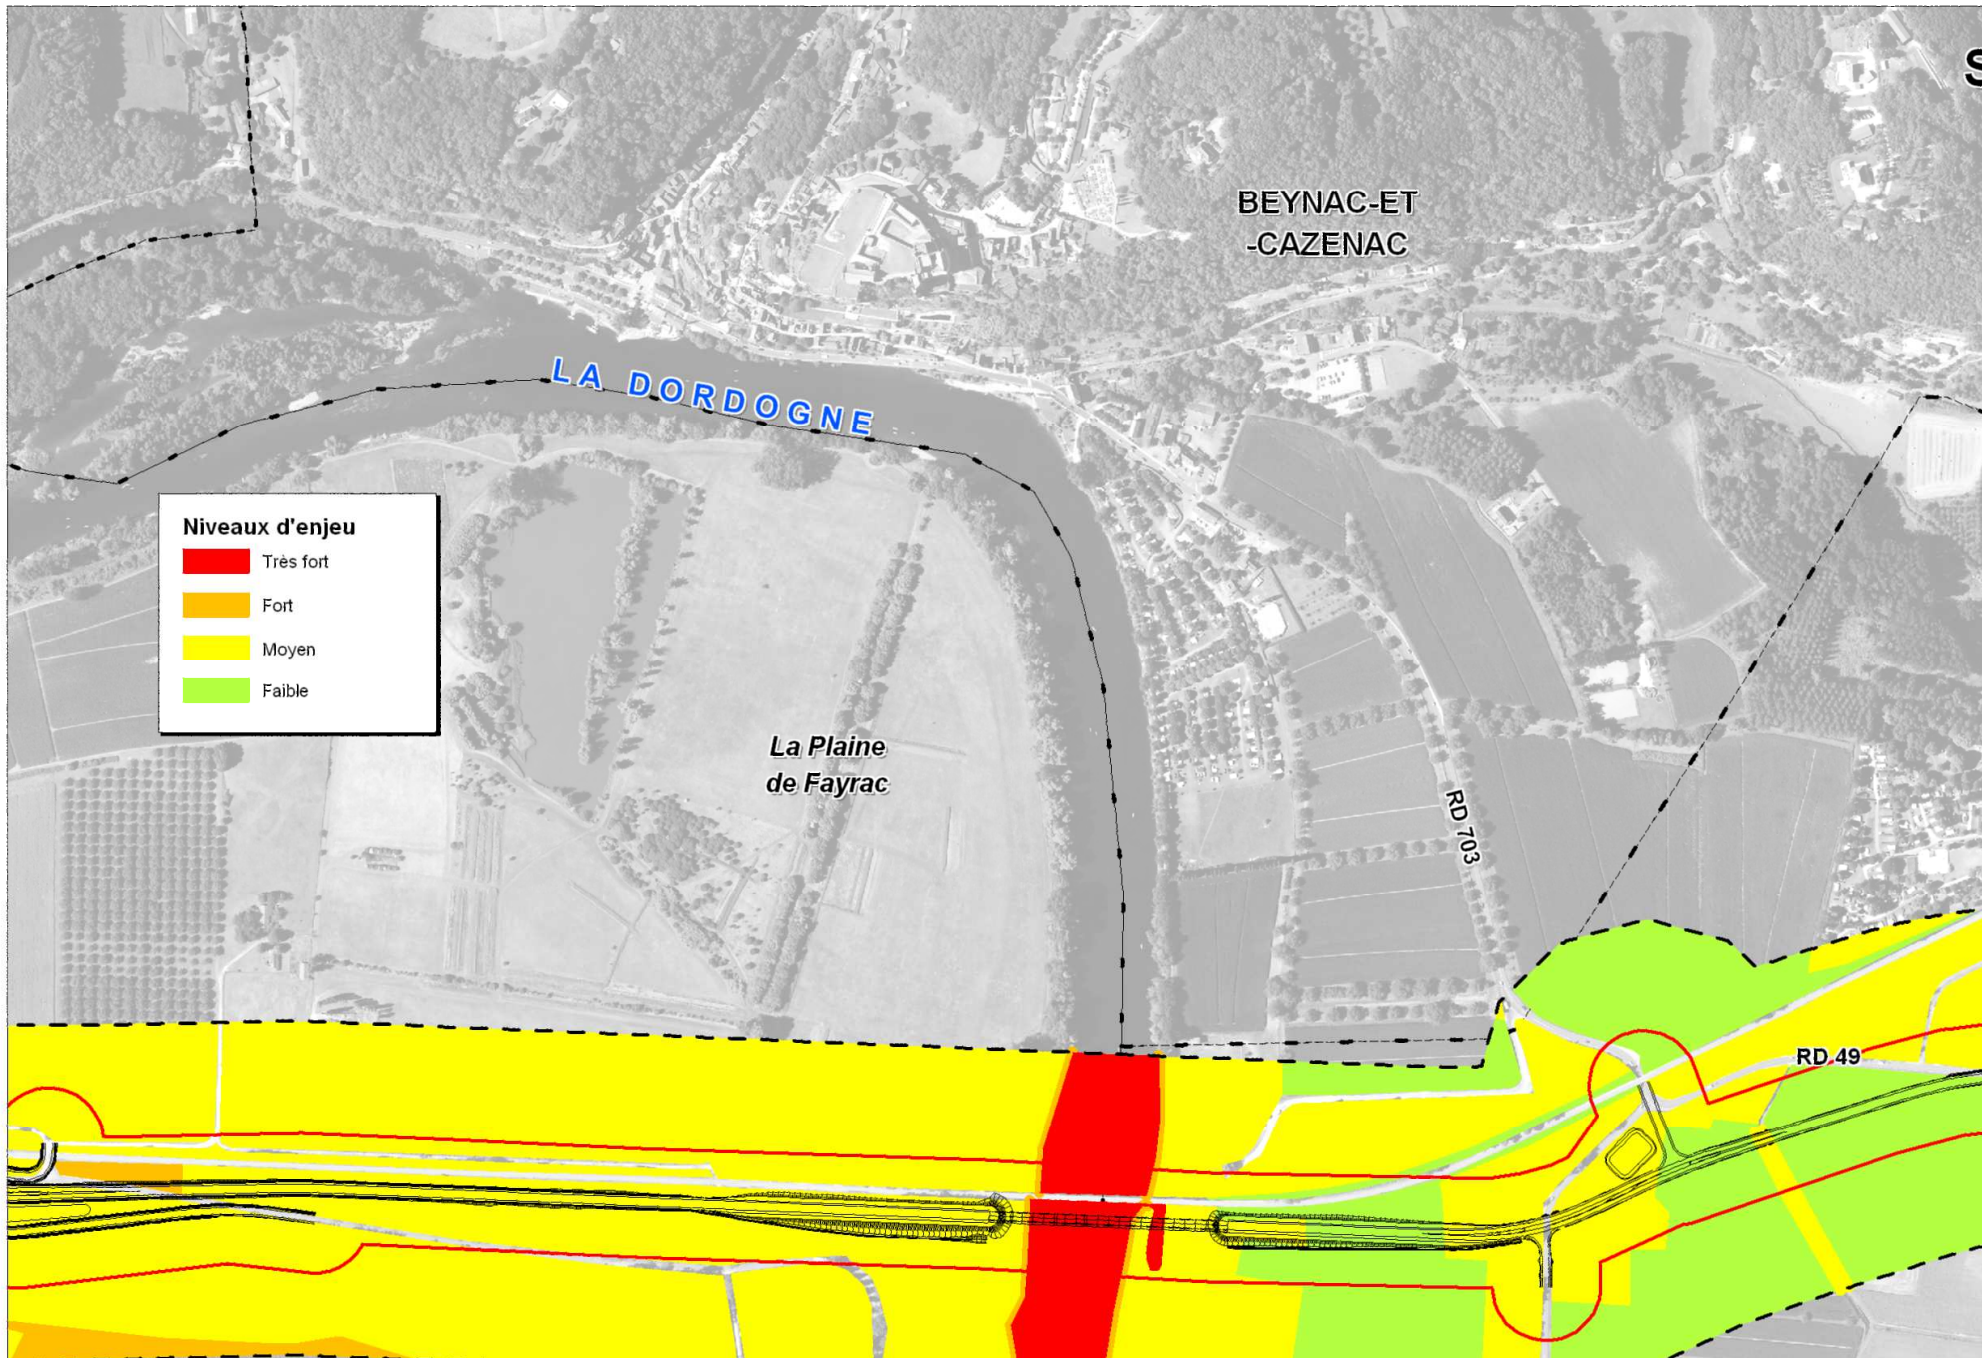 S
BEYNAC-ET
-CAZENAC
LA DORDOGNE
Niveaux d'enjeu
Très fort
Fort
Moyen
Faible
La Plaine
de Fayrac
RD 703
RD 49